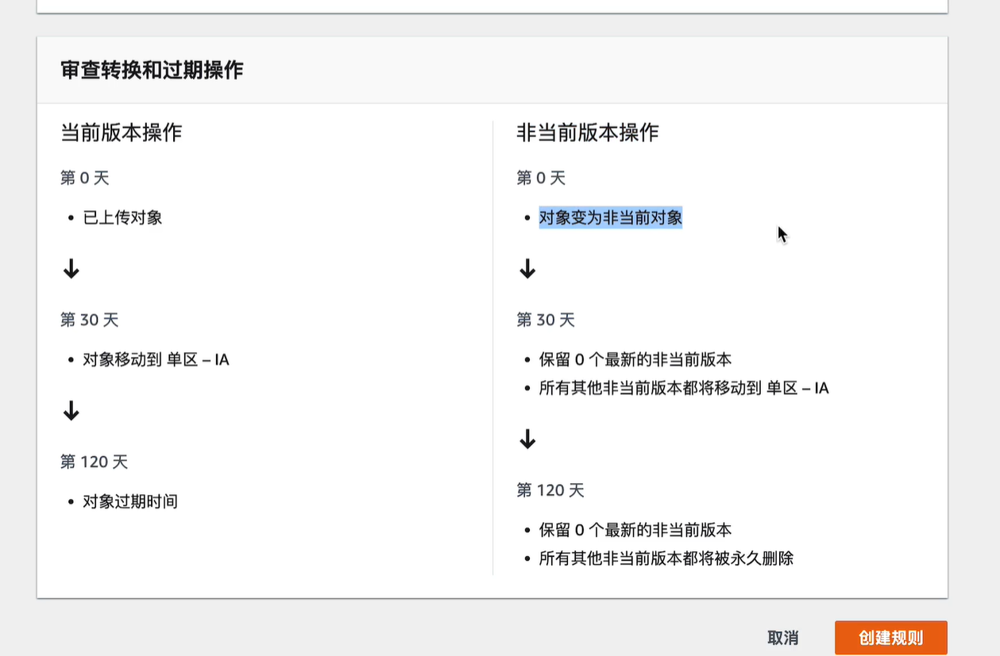 审查转换和过期操作
当前版本操作
第 0 天
已上传对象
第 30 天
对象移动到 单区 – IA
第 120 天
对象过期时间
非当前版本操作
第 0 天
对象变为非当前对象
第 30 天
保留 0 个最新的非当前版本
所有其他非当前版本都将移动到 单区 – IA
第 120 天
保留 0 个最新的非当前版本
所有其他非当前版本都将被永久删除
取消
创建规则